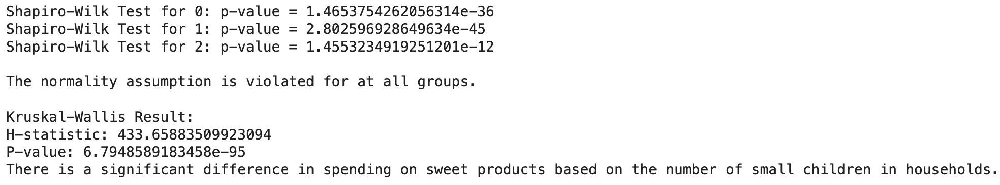 Shapiro-Wilk Test for 0: p-value = 1.4653754262056314e-36
Shapiro-Wilk Test for 1: p-value = 2.802596928649634e-45
Shapiro-Wilk Test for 2: p-value = 1.4553234919251201e-12
The normality assumption is violated for at all groups.
Kruskal-Wallis Result:
H-statistic: 433.65883509923094
P-value: 6.7948589183458e-95
There is a significant difference in spending on sweet products based on the number of small children in households.